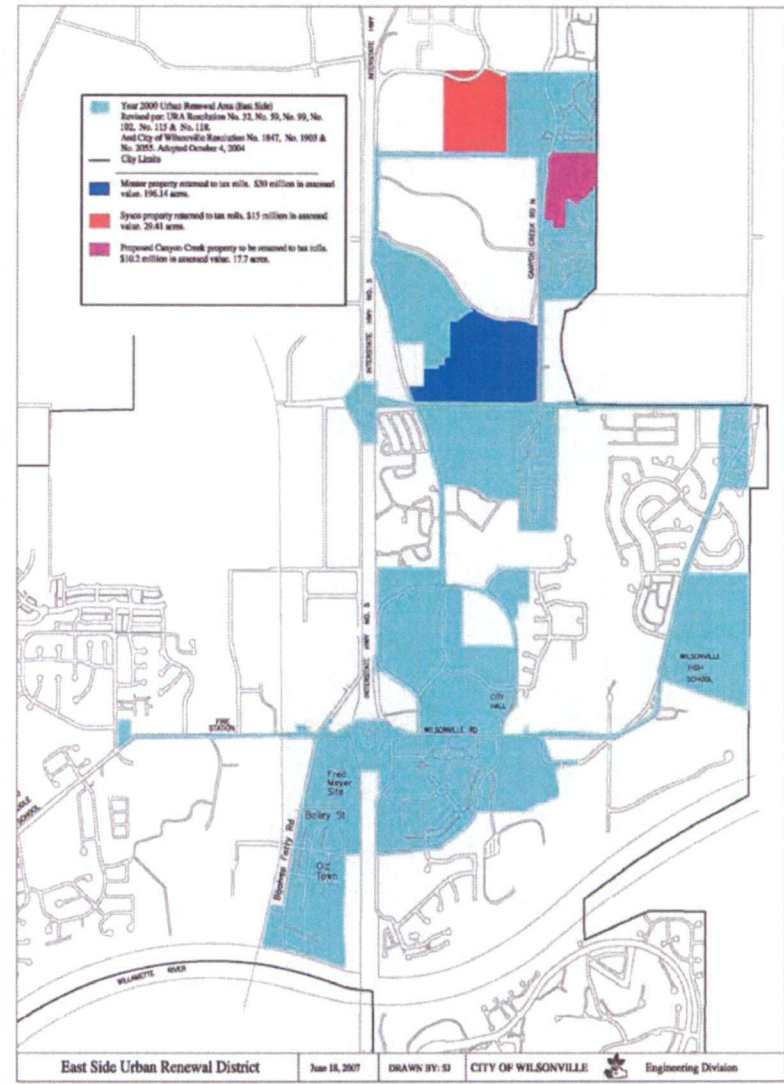 INTERSTATE HWY
Year 2000 Urban Renewal Area (East Side)
Revised per: URA Resolution No. 32, No. 59, No. 99, No.
102, No. 115 & No. 118.
And City of Wilsonville Resolution No. 1847, No. 1903 &
No. 2055. Adopted October 4, 2004
City Limits
Mentor property returned to tax rolls. $30 million in assessed
value. 196.14 acres.
Sysco property returned to tax rolls. $15 million in assessed
value. 29.41 acres.
Proposed Canyon Creek property to be returned to tax rolls.
$10.2 million in assessed value. 17.7 acres.
CANYON CREEK RD N
INTERSTATE HWY NO. 5
INTERSTATE HWY NO. 5
WILSONVILLE
HIGH
SCHOOL
CITY
HALL
FIRE
STATION
WILSONVILLE RD
Fred
Meyer
Site
Bailey St
Boones Ferry Rd
Old
Town
SCHOOL
WILLAMETTE RIVER
East Side Urban Renewal District
June 18, 2007
DRAWN BY: SJ
CITY OF WILSONVILLE
Engineering Division